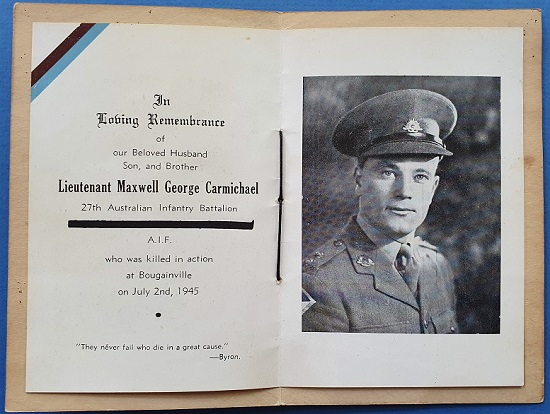 In
Loving Remembrance
of
our Beloved Husband
Son, and Brother
Lieutenant Maxwell George Carmichael
27th Australian Infantry Battalion
A.I.F.
who was killed in action
at Bougainville
on July 2nd, 1945
"They never fail who die in a great cause."
—Byron.